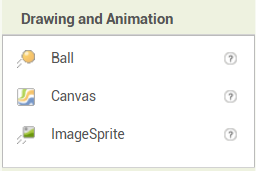 Drawing and Animation
Ball ?
Canvas ?
ImageSprite ?